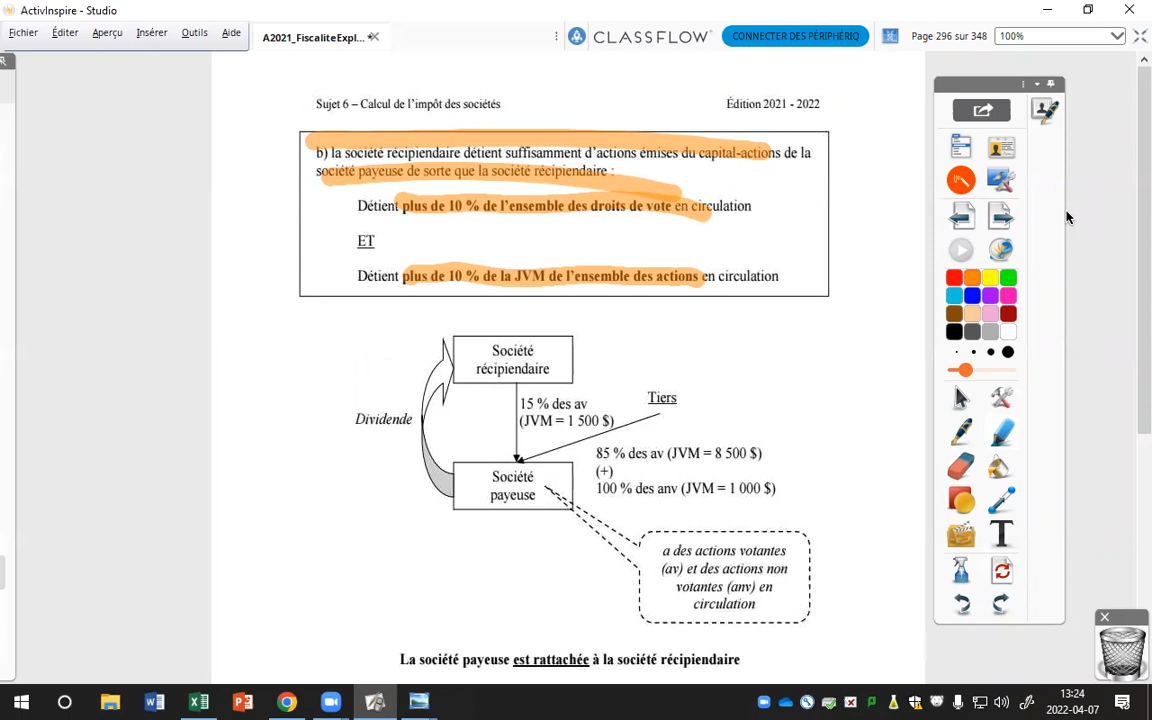 ActivInspire - Studio
Fichier Éditer Aperçu Insérer Outils Aide
A2021_FiscaliteExpl...
CLASSFLOW
CONNECTER DES PÉRIPHÉRIQ
Page 296 sur 348
100%
Sujet 6 – Calcul de l'impôt des sociétés
Édition 2021 - 2022
b) la société récipiendaire détient suffisamment d'actions émises du capital-actions de la
société payeuse de sorte que la société récipiendaire :
Détient plus de 10 % de l'ensemble des droits de vote en circulation
ET
Détient plus de 10 % de la JVM de l'ensemble des actions en circulation
Société
récipiendaire
Dividende
15 % des av
(JVM = 1 500 $)
Tiers
85 % des av (JVM = 8 500 $)
(+)
100 % des anv (JVM = 1 000 $)
Société
payeuse
a des actions votantes
(av) et des actions non
votantes (anv) en
circulation
La société payeuse est rattachée à la société récipiendaire
13:24
2022-04-07